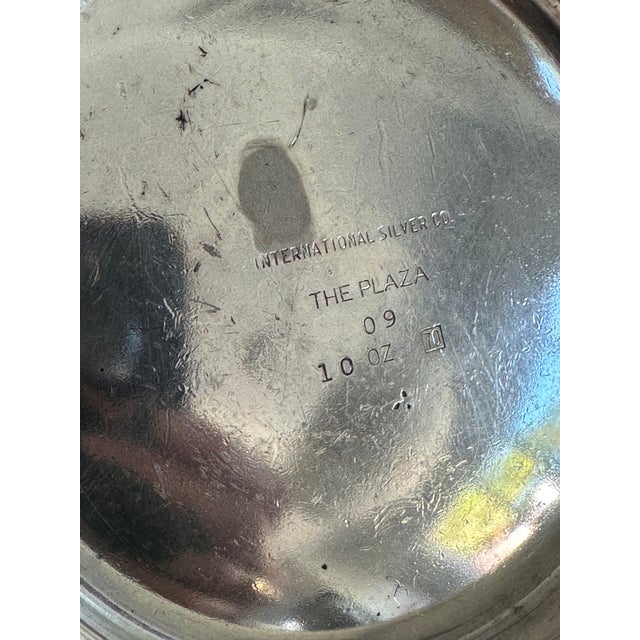 INTERNATIONAL SILVER CO.
THE PLAZA
09
10 OZ